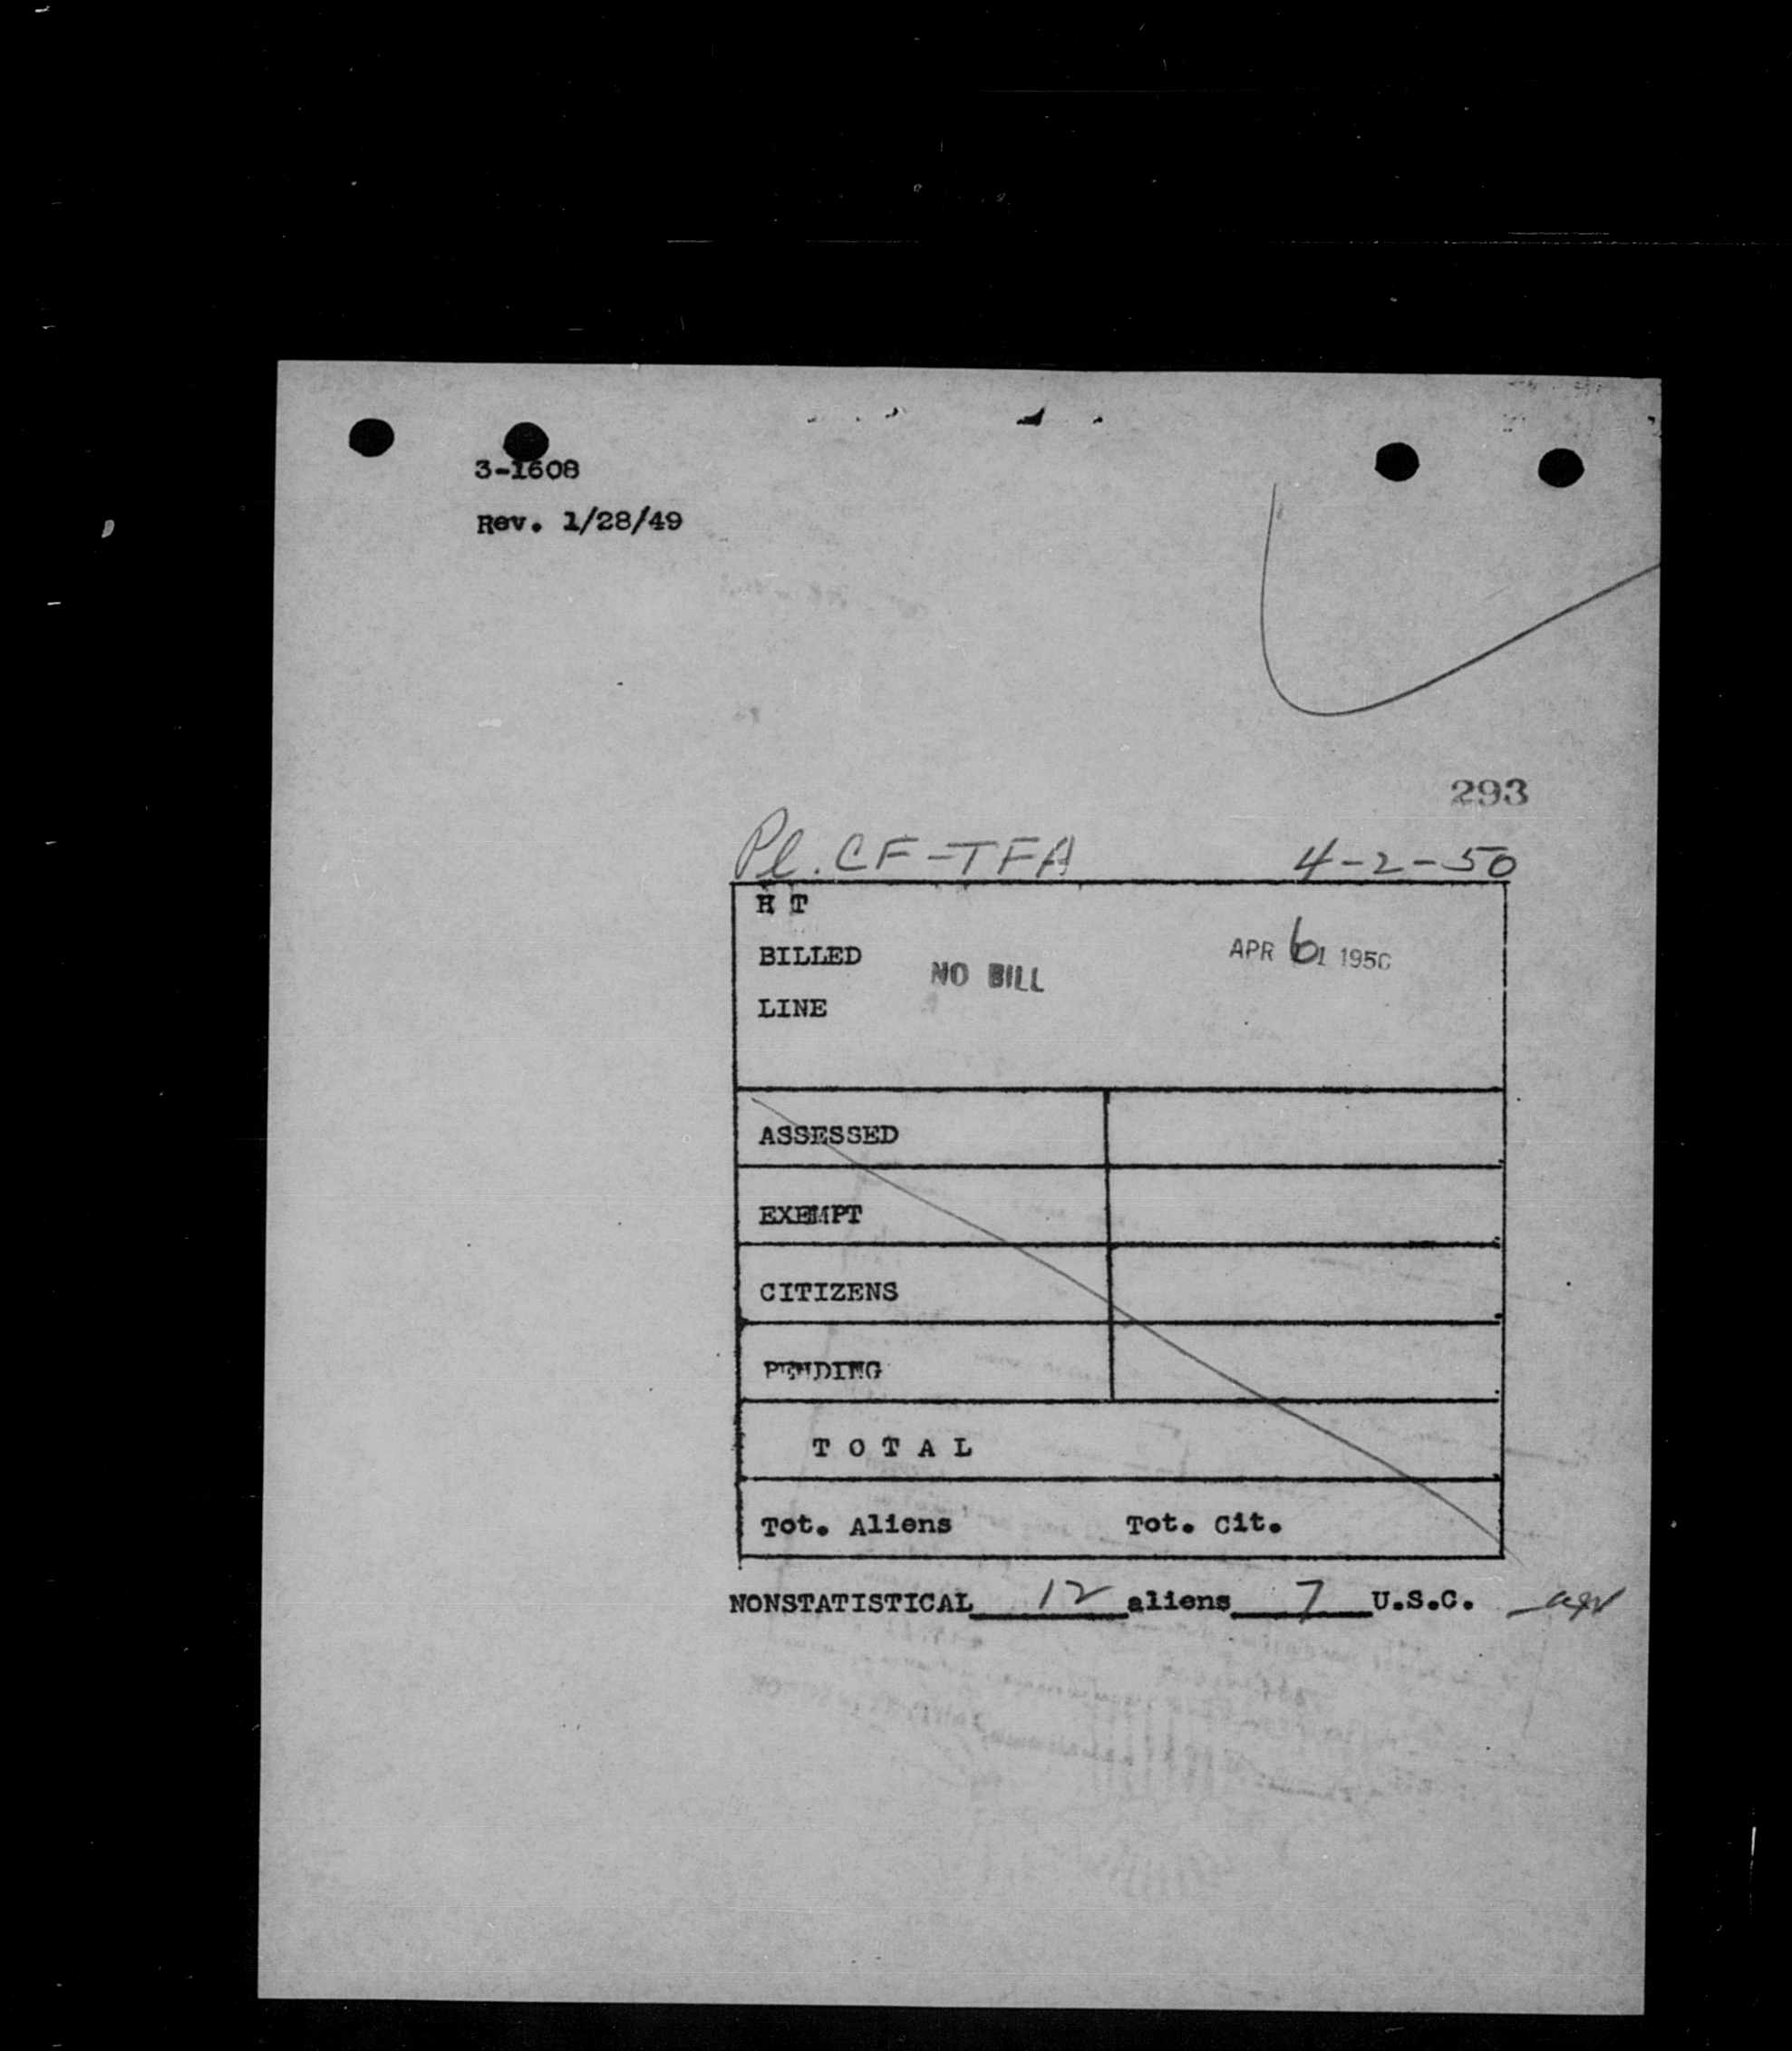 3-1608
Rev. 1/28/49
293
Pl. CF-TFA 4-2-50
H T
BILLED NO BILL APR 6 1 1950
LINE
ASSESSED
EXEMPT
CITIZENS
PENDING
T O T A L
Tot. Aliens Tot. Cit.
NONSTATISTICAL 12 aliens 7 U.S.C.